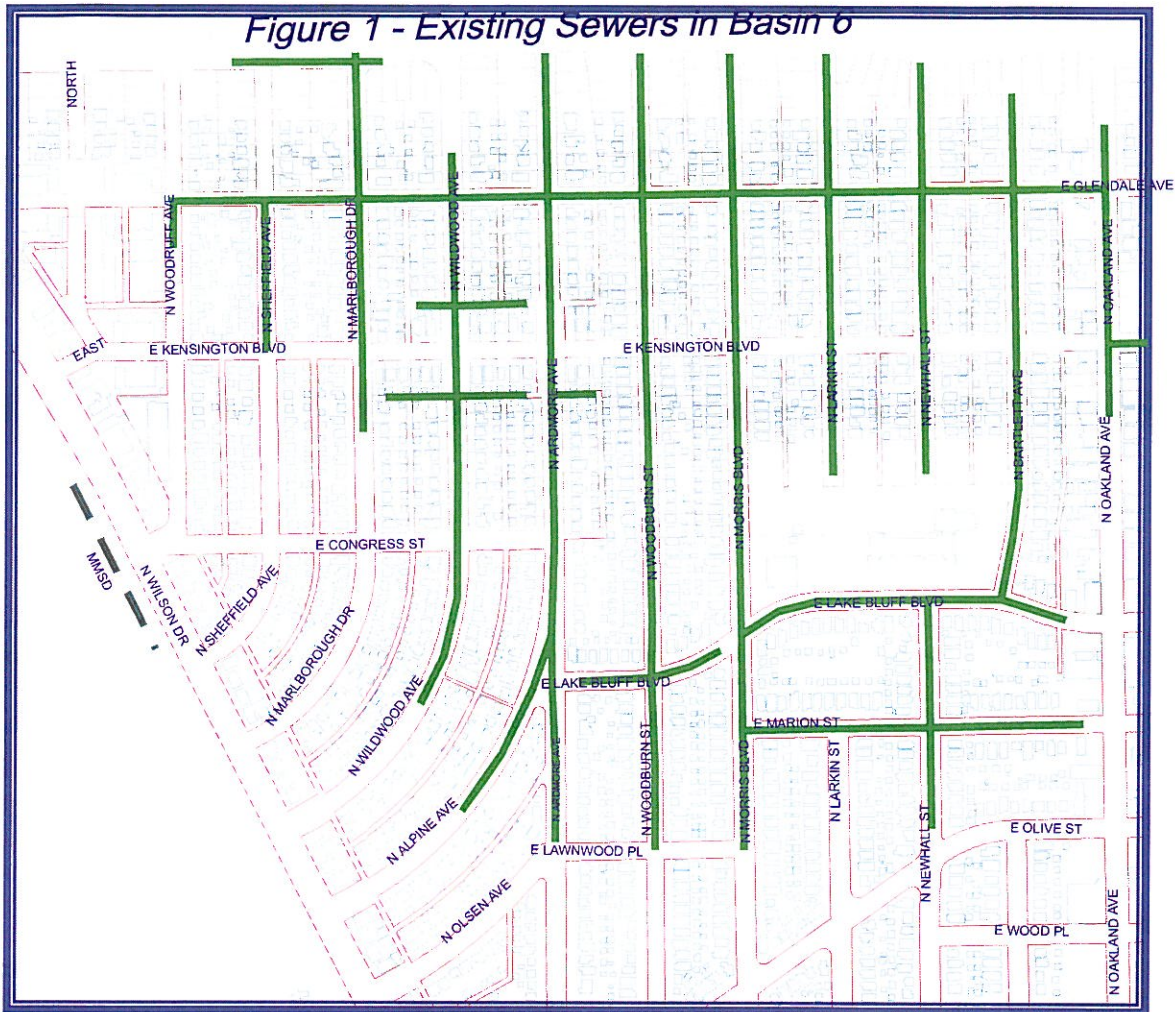 Figure 1 - Existing Sewers in Basin 6
NORTH
E GLENDALE AVE
N WOODRUFF AVE
N SHEFFIELD AVE
N MARLBOROUGH DR
N WILDWOOD AVE
N OAKLAND AVE
EAST
E KENSINGTON BLVD
E KENSINGTON BLVD
N ARDMORE AVE
N LARKIN ST
N NEWHALL ST
N BARTLETT AVE
N WOODBURN ST
N MORRIS BLVD
N OAKLAND AVE
MMSD
N WILSON DR
E CONGRESS ST
N SHEFFIELD AVE
N MARLBOROUGH DR
N WILDWOOD AVE
E LAKE BLUFF BLVD
E LAKE BLUFF BLVD
E MARION ST
N ARDMORE AVE
N WOODBURN ST
N MORRIS BLVD
N LARKIN ST
N NEWHALL ST
N ALPINE AVE
E LAWNWOOD PL
E OLIVE ST
N OLSEN AVE
E WOOD PL
N OAKLAND AVE